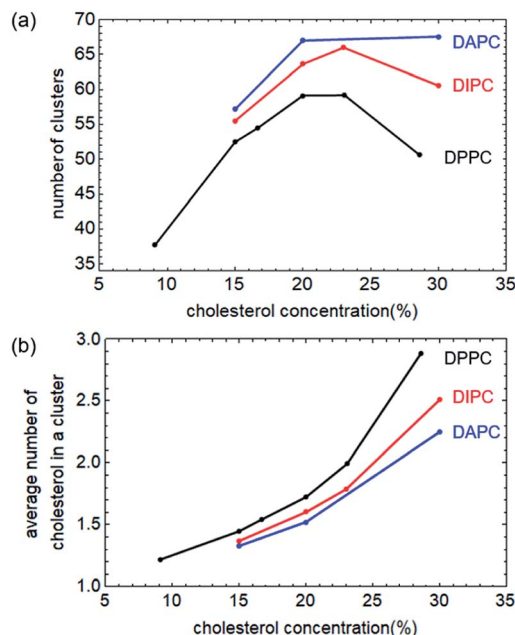 (a)
70
65
60
55
50
45
40
35
number of clusters
DAPC
DIPC
DPPC
5 10 15 20 25 30 35
cholesterol concentration(%)
(b)
3.0
2.5
2.0
1.5
1.0
average number of
cholesterol in a cluster
DPPC
DIPC
DAPC
5 10 15 20 25 30 35
cholesterol concentration(%)